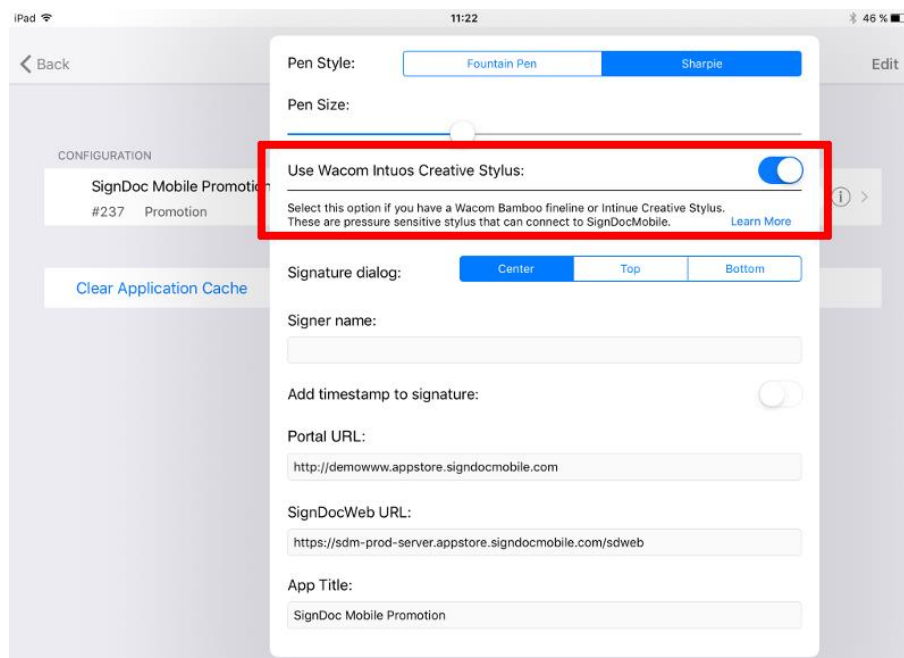 iPad 11:22 46 %
Back Edit
Pen Style: Fountain Pen Sharpie
Pen Size:
CONFIGURATION
Use Wacom Intuos Creative Stylus:
SignDoc Mobile Promotion
#237 Promotion
Select this option if you have a Wacom Bamboo fineline or Intinue Creative Stylus.
These are pressure sensitive stylus that can connect to SignDocMobile. Learn More
Signature dialog: Center Top Bottom
Clear Application Cache
Signer name:
Add timestamp to signature:
Portal URL:
http://demowww.appstore.signdocmobile.com
SignDocWeb URL:
https://sdm-prod-server.appstore.signdocmobile.com/sdweb
App Title:
SignDoc Mobile Promotion